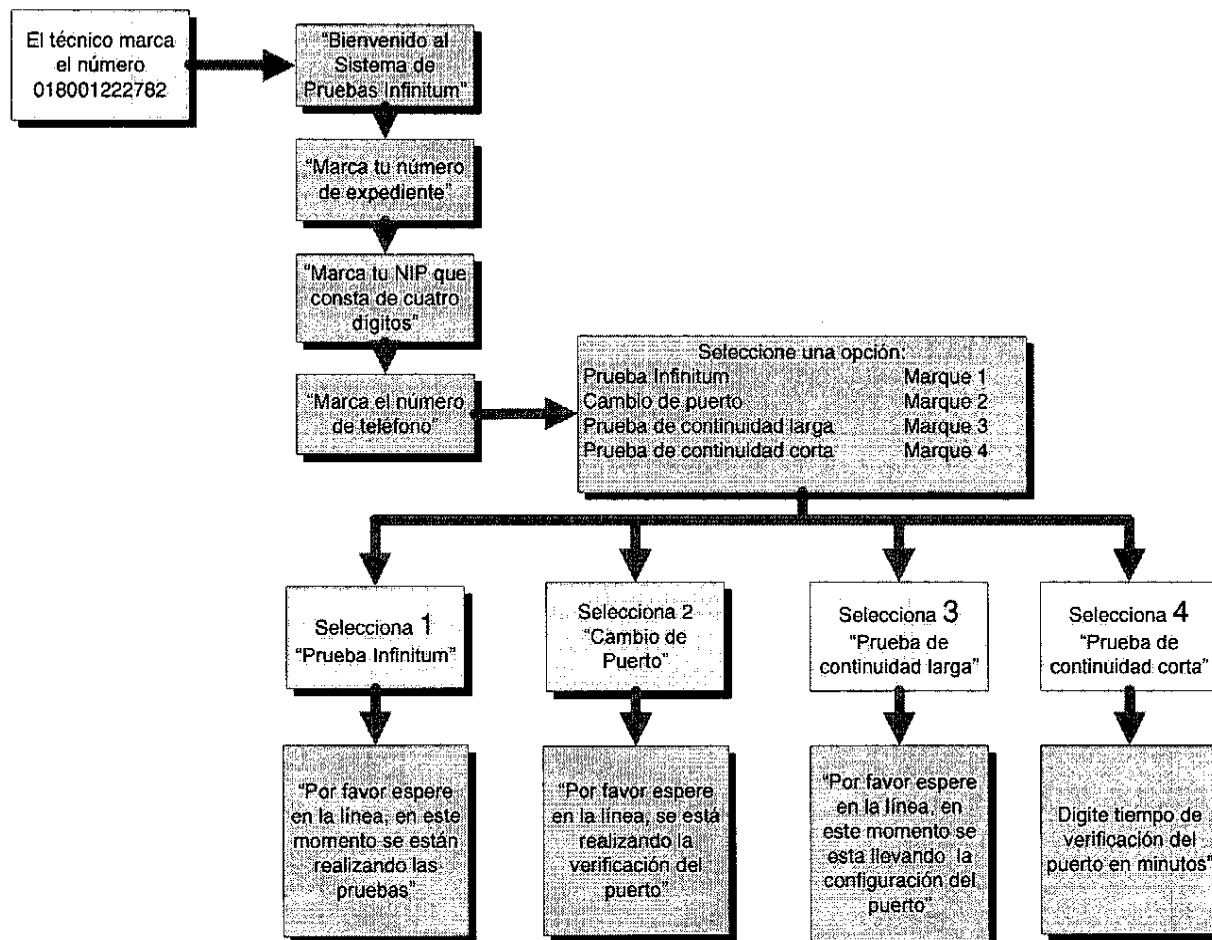 El técnico marca
el número
018001222782
"Bienvenido al
Sistema de
Pruebas Infinitum"
"Marca tu número
de expediente"
"Marca tu NIP que
consta de cuatro
dígitos"
"Marca el número
de teléfono"
Seleccione una opción:
Prueba Infinitum Marque 1
Cambio de puerto Marque 2
Prueba de continuidad larga Marque 3
Prueba de continuidad corta Marque 4
Selecciona 1
"Prueba Infinitum"
Selecciona 2
"Cambio de
Puerto"
Selecciona 3
"Prueba de
continuidad larga"
Selecciona 4
"Prueba de
continuidad corta"
"Por favor espere
en la línea, en este
momento se están
realizando las
pruebas"
"Por favor espere
en la línea, se está
realizando la
verificación del
puerto"
"Por favor espere
en la línea, en
este momento se
esta llevando la
configuración del
puerto"
Digite tiempo de
verificación del
puerto en minutos"